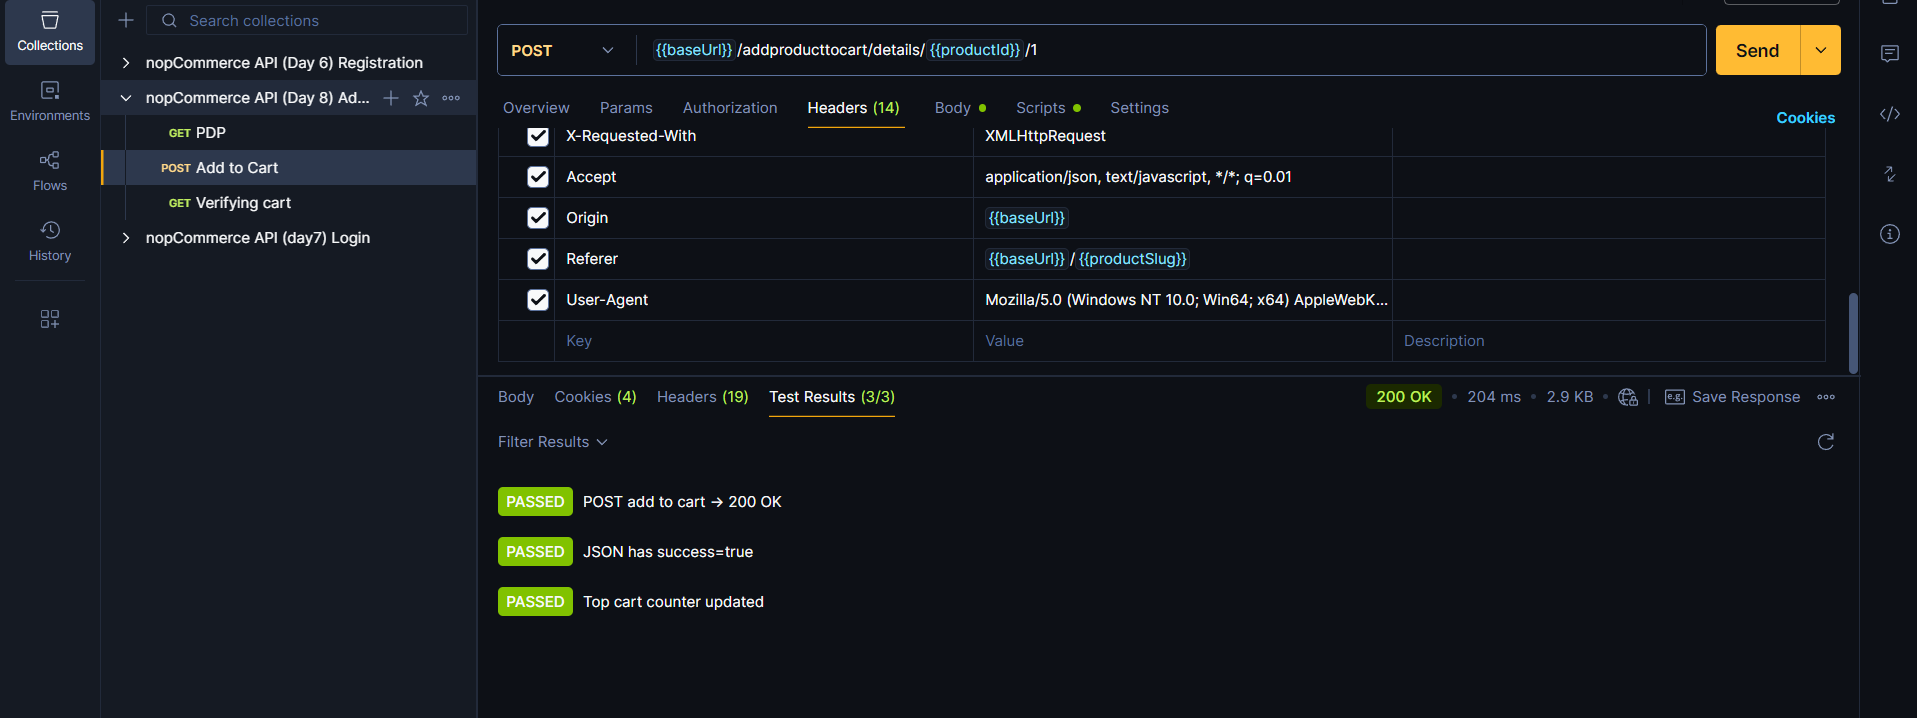 Collections
Environments
Flows
History
Search collections
nopCommerce API (Day 6) Registration
nopCommerce API (Day 8) Ad...
GET PDP
POST Add to Cart
GET Verifying cart
nopCommerce API (day7) Login
POST {{baseUrl}}/addproducttocart/details/{{productId}}/1
Send
Overview Params Authorization Headers (14) Body Scripts Settings
Cookies
X-Requested-With XMLHttpRequest
Accept application/json, text/javascript, */*; q=0.01
Origin {{baseUrl}}
Referer {{baseUrl}}/{{productSlug}}
User-Agent Mozilla/5.0 (Windows NT 10.0; Win64; x64) AppleWebK...
Key Value Description
Body Cookies (4) Headers (19) Test Results (3/3)
200 OK • 204 ms • 2.9 KB • e.g. Save Response
Filter Results
PASSED POST add to cart → 200 OK
PASSED JSON has success=true
PASSED Top cart counter updated